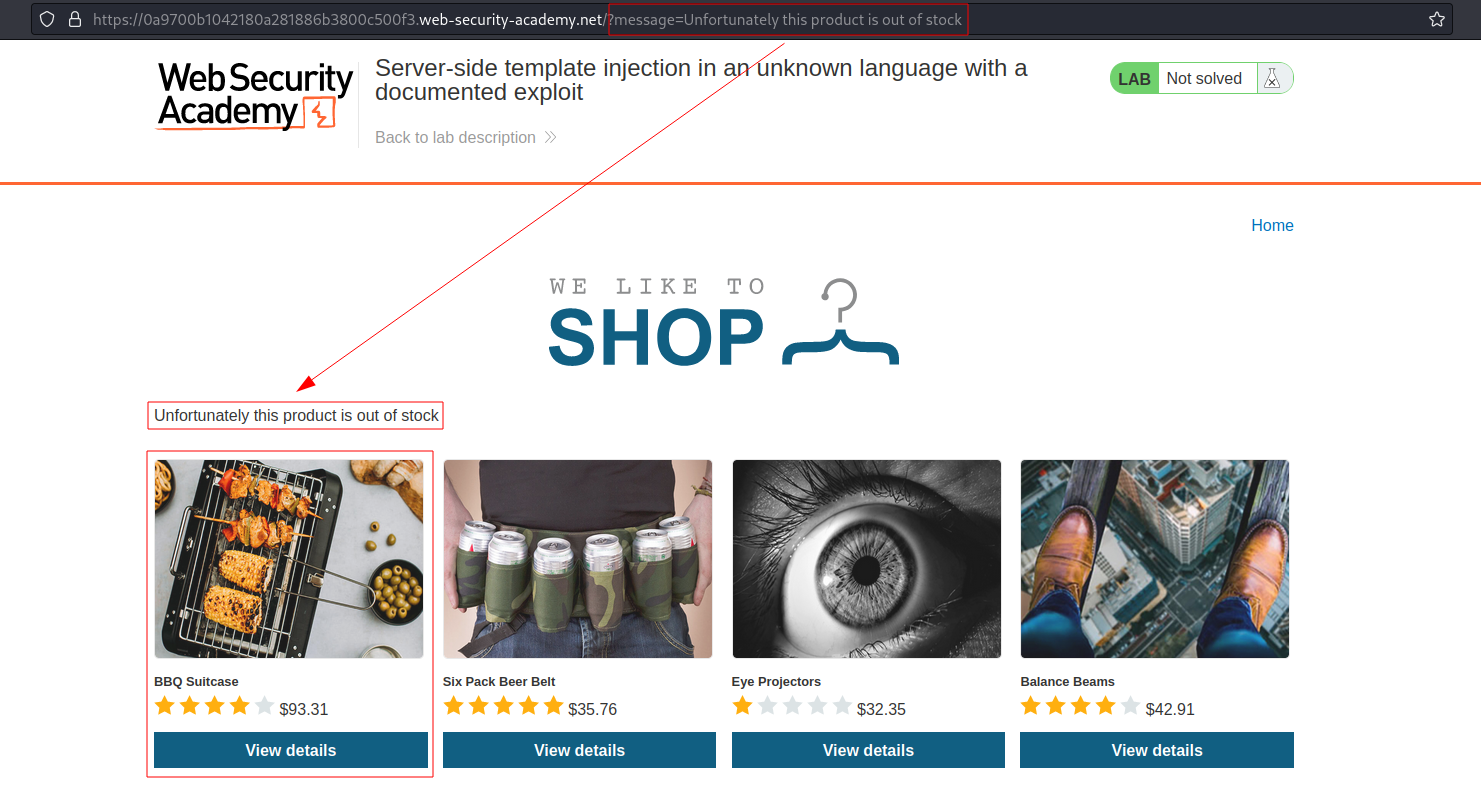 https://0a9700b1042180a281886b3800c500f3.web-security-academy.net/?message=Unfortunately this product is out of stock
Web Security
Academy
Server-side template injection in an unknown language with a
documented exploit
Back to lab description
LAB
Not solved
Home
WE LIKE TO
SHOP
Unfortunately this product is out of stock
BBQ Suitcase
$93.31
View details
Six Pack Beer Belt
$35.76
View details
Eye Projectors
$32.35
View details
Balance Beams
$42.91
View details